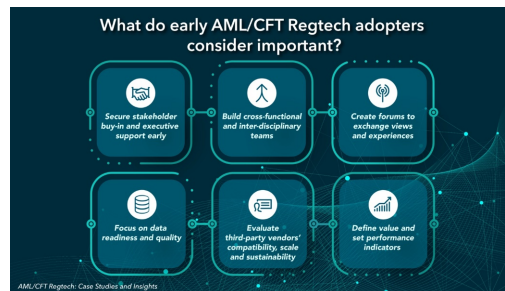 What do early AML/CFT Regtech adopters
consider important?
Secure stakeholder
buy-in and executive
support early
Build cross-functional
and inter-disciplinary
teams
Create forums to
exchange views
and experiences
Focus on data
readiness and quality
Evaluate
third-party vendors'
compatibility, scale
and sustainability
Define value and
set performance
indicators
AML/CFT Regtech: Case Studies and Insights